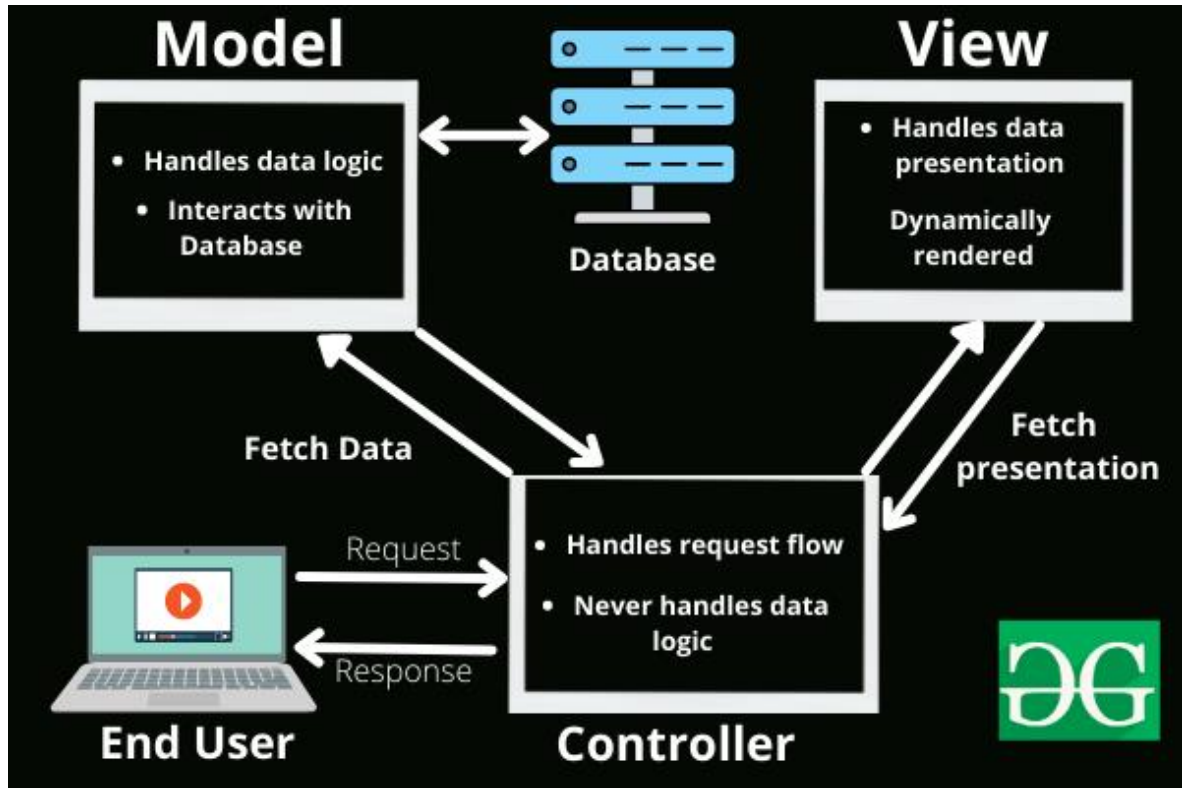 Model
View
• Handles data logic
• Interacts with
Database
Database
• Handles data
presentation
Dynamically
rendered
Fetch Data
Fetch
presentation
Request
Response
• Handles request flow
• Never handles data
logic
End User
Controller